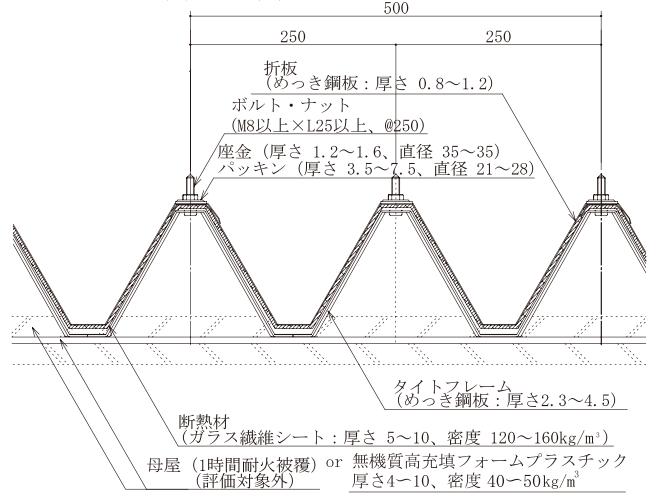 500
250 250
折板
(めっき鋼板：厚さ 0.8～1.2)
ボルト・ナット
(M8以上×L25以上、@250)
座金 (厚さ 1.2～1.6、直径 35～35)
パッキン (厚さ 3.5～7.5、直径 21～28)
タイトフレーム
(めっき鋼板：厚さ2.3～4.5)
断熱材
(ガラス繊維シート：厚さ 5～10、密度 120～160kg/m³)
母屋 (1時間耐火被覆) or 無機質高充填フォームプラスチック
(評価対象外) 厚さ4～10、密度 40～50kg/m³